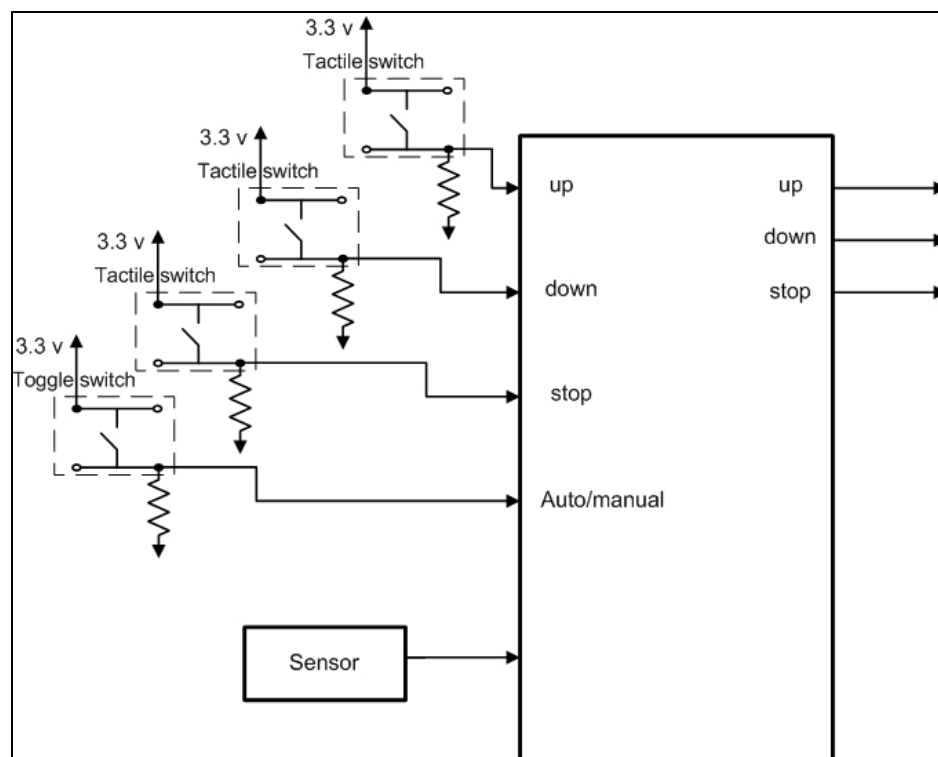 3.3 v
Tactile switch
3.3 v
Tactile switch
3.3 v
Tactile switch
3.3 v
Toggle switch
up
down
stop
Auto/manual
Sensor
up
down
stop